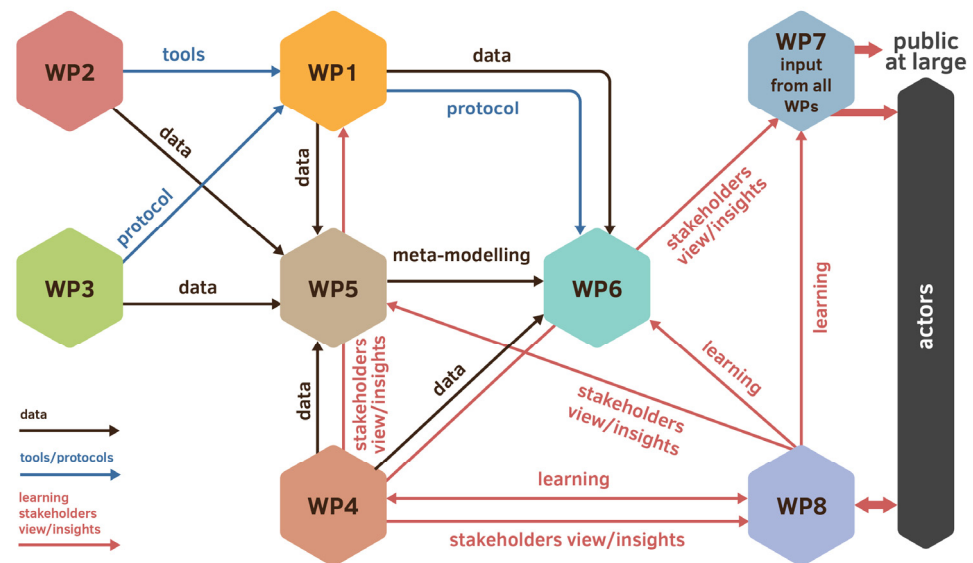 WP2
tools
WP1
data
protocol
WP7
input
from all
WPs
public
at large
data
protocol
data
stakeholders
view/insights
learning
actors
WP3
data
WP5
meta-modelling
WP6
data
stakeholders
view/insights
data
learning
stakeholders
view/insights
data
tools/protocols
learning
stakeholders
view/insights
WP4
learning
stakeholders view/insights
WP8